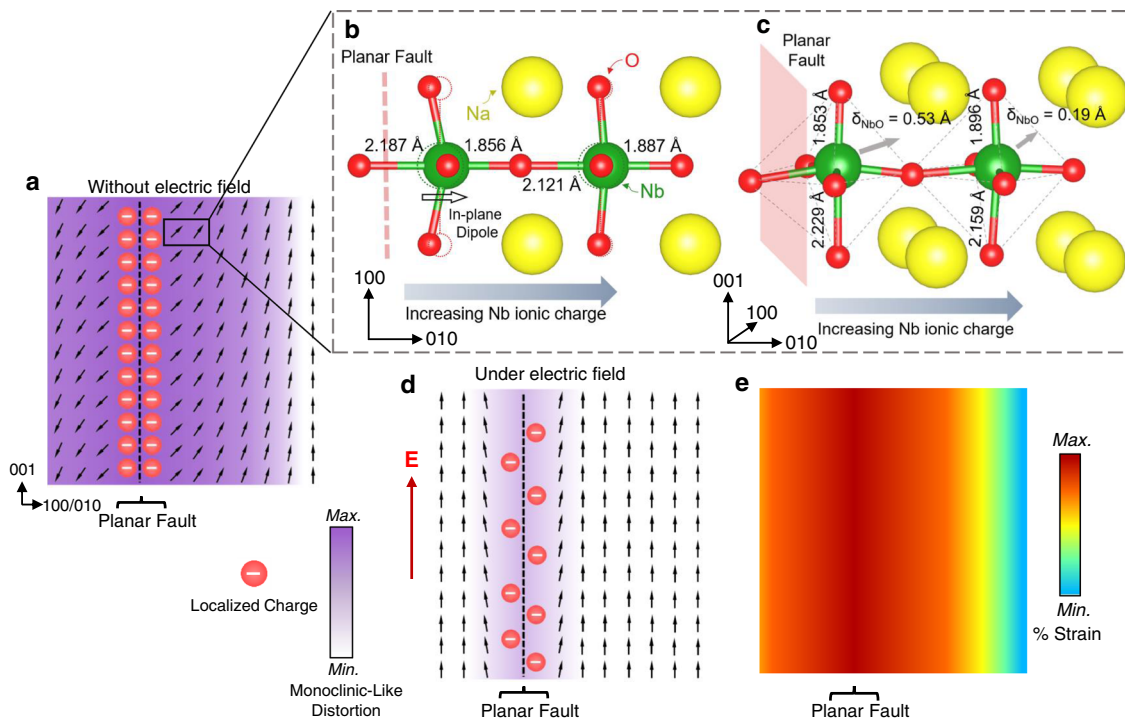 a
Without electric field
001
100/010
Planar Fault
Localized Charge
Max.
Min.
Monoclinic-Like
Distortion
b
Planar Fault
Na
O
2.187 Å
1.856 Å
2.121 Å
1.887 Å
Nb
In-plane
Dipole
100
010
Increasing Nb ionic charge
c
Planar
Fault
1.853 Å
δNbO = 0.53 Å
1.896 Å
δNbO = 0.19 Å
2.229 Å
2.159 Å
001
100
010
Increasing Nb ionic charge
d
Under electric field
E
Planar Fault
e
Max.
Min.
% Strain
Planar Fault